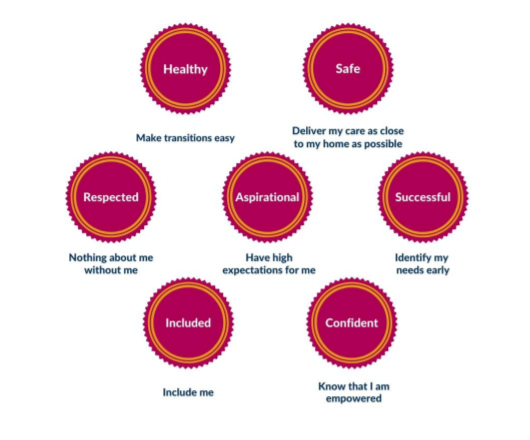 Healthy
Safe
Make transitions easy
Deliver my care as close
to my home as possible
Respected
Aspirational
Successful
Nothing about me
without me
Have high
expectations for me
Identify my
needs early
Included
Confident
Include me
Know that I am
empowered